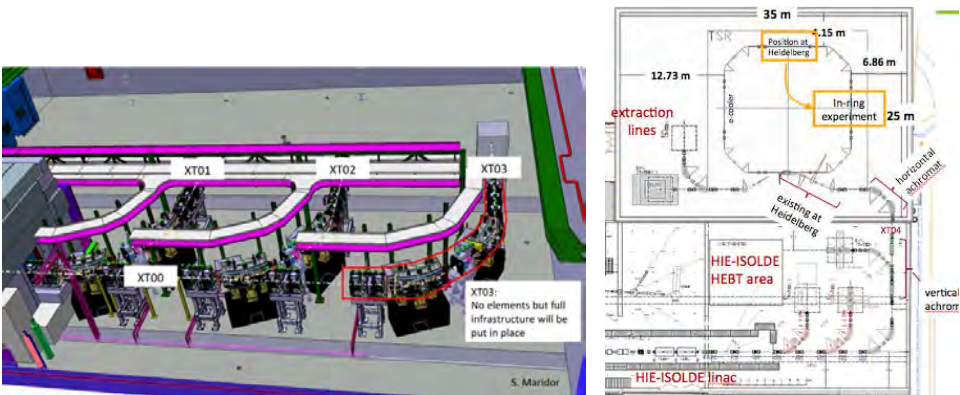 XT01
XT02
XT03
XT00
XT03:
No elements but full
infrastructure will be
put in place
S. Maridor
35 m
TSR
4.15 m
Position at
Heidelberg
6.86 m
12.73 m
In-ring
experiment
25 m
extraction
lines
e-cooler
horizontal
achromat
existing at
Heidelberg
XT04
HIE-ISOLDE
HEBT area
vertical
achrom
HIE-ISOLDE linac